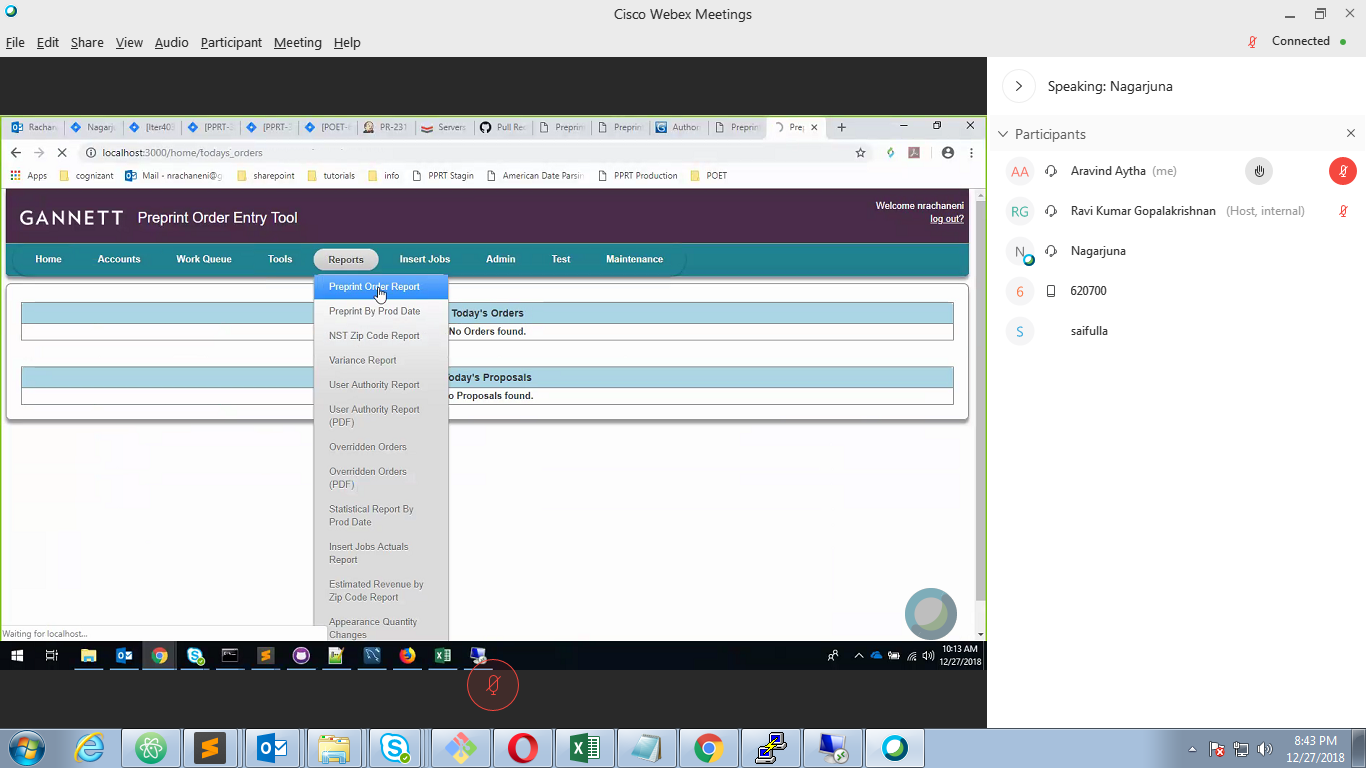 Cisco Webex Meetings
File Edit Share View Audio Participant Meeting Help
Connected
Speaking: Nagarjuna
Participants
AA Aravind Aytha (me)
RG Ravi Kumar Gopalakrishnan (Host, internal)
N Nagarjuna
6 620700
S saifulla
Rachan Nagarj [Iter403 [PPRT-2 [PPRT-3 [POET- PR-231 Servers Pull Re Preprin Preprin Author Preprin Pre
localhost:3000/home/todays_orders
Apps cognizant Mail - nrachaneni@g sharepoint tutorials info PPRT Stagin American Date Parsin PPRT Production POET
GANNETT Preprint Order Entry Tool
Welcome nrachaneni
log out?
Home Accounts Work Queue Tools Reports Insert Jobs Admin Test Maintenance
Preprint Order Report
Preprint By Prod Date
NST Zip Code Report
Variance Report
User Authority Report
User Authority Report
(PDF)
Overridden Orders
Overridden Orders
(PDF)
Statistical Report By
Prod Date
Insert Jobs Actuals
Report
Estimated Revenue by
Zip Code Report
Appearance Quantity
Changes
Today's Orders
No Orders found.
oday's Proposals
o Proposals found.
Waiting for localhost...
10:13 AM
12/27/2018
8:43 PM
12/27/2018